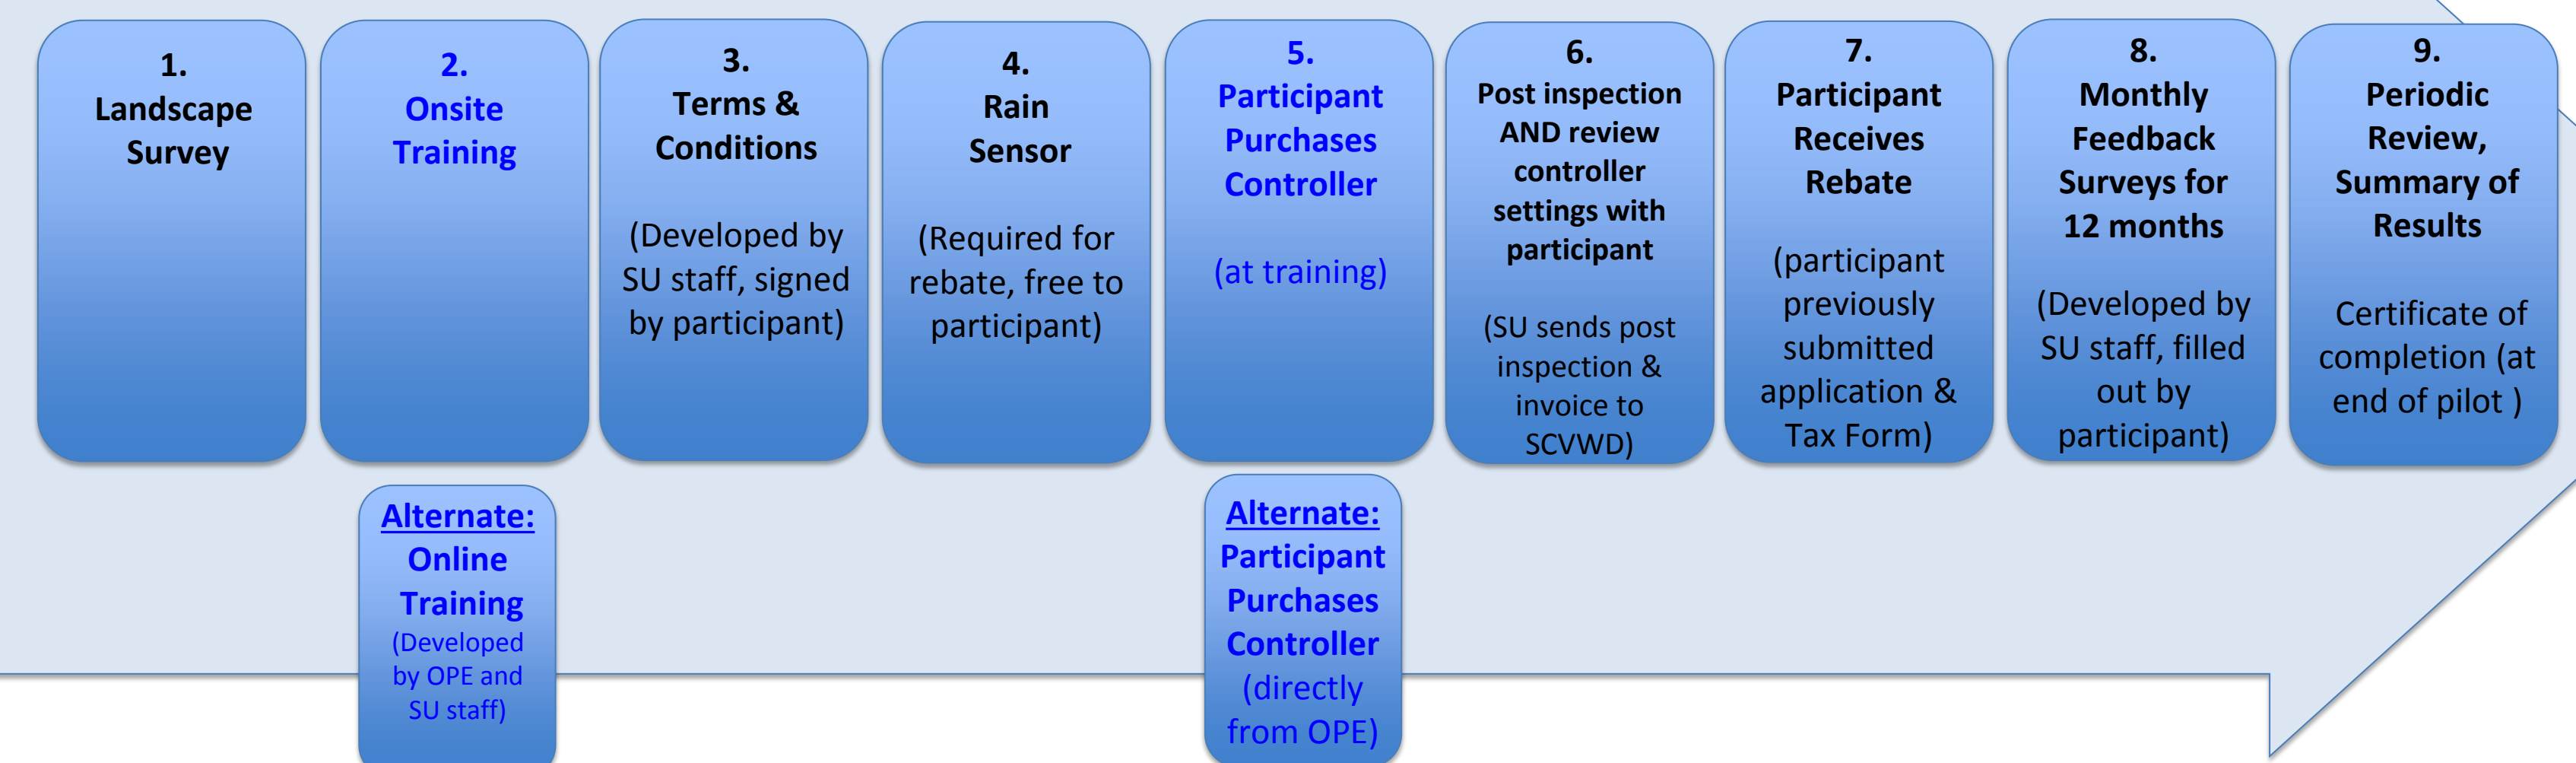 1.
Landscape
Survey
2.
Onsite
Training
3.
Terms &
Conditions
(Developed by
SU staff, signed
by participant)
4.
Rain
Sensor
(Required for
rebate, free to
participant)
5.
Participant
Purchases
Controller
(at training)
6.
Post inspection
AND review
controller
settings with
participant
(SU sends post
inspection &
invoice to
SCVWD)
7.
Participant
Receives
Rebate
(participant
previously
submitted
application &
Tax Form)
8.
Monthly
Feedback
Surveys for
12 months
(Developed by
SU staff, filled
out by
participant)
9.
Periodic
Review,
Summary of
Results
Certificate of
completion (at
end of pilot )
Alternate:
Online
Training
(Developed
by OPE and
SU staff)
Alternate:
Participant
Purchases
Controller
(directly
from OPE)